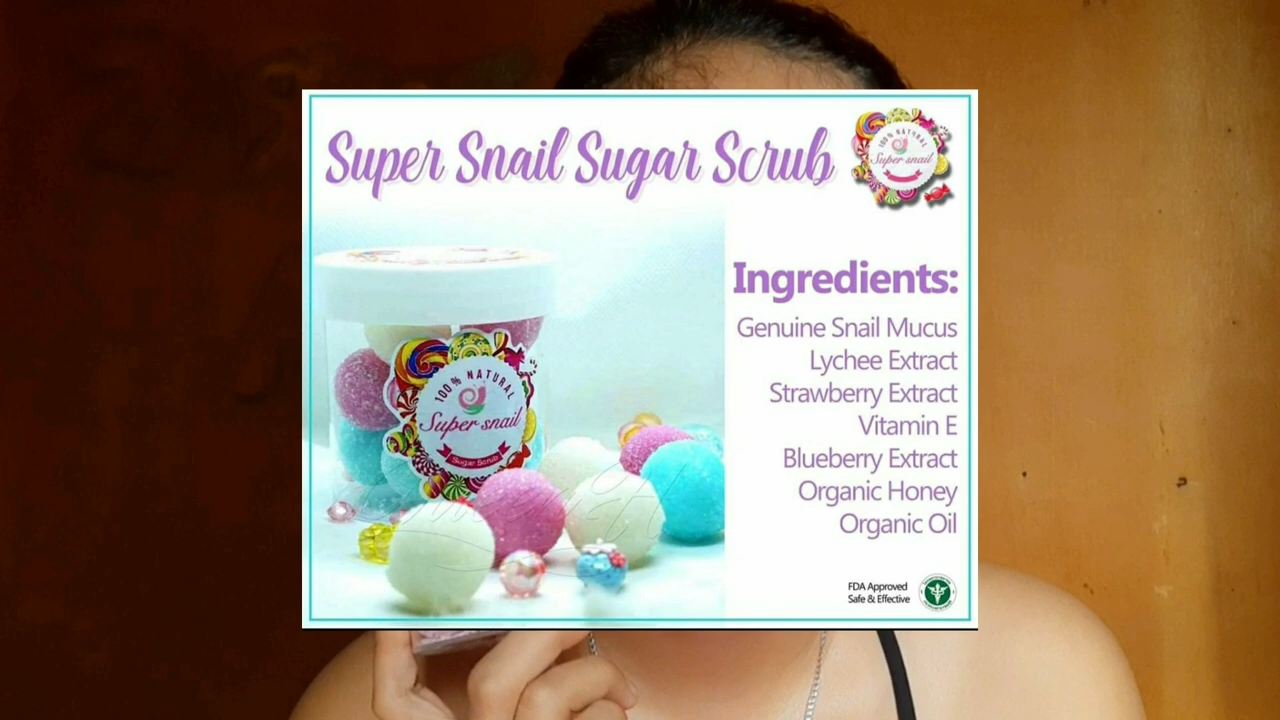 Super Snail Sugar Scrub
100% NATURAL
Super snail
100% NATURAL
Super snail
Sugar Scrub
Ingredients:
Genuine Snail Mucus
Lychee Extract
Strawberry Extract
Vitamin E
Blueberry Extract
Organic Honey
Organic Oil
FDA Approved
Safe & Effective